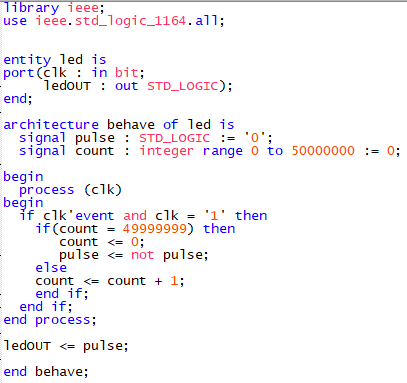 library ieee;
use ieee.std_logic_1164.all;
entity led is
port(clk : in bit;
ledOUT : out STD_LOGIC);
end;
architecture behave of led is
signal pulse : STD_LOGIC := '0';
signal count : integer range 0 to 50000000 := 0;
begin
process (clk)
begin
if clk'event and clk = '1' then
if(count = 49999999) then
count <= 0;
pulse <= not pulse;
else
count <= count + 1;
end if;
end if;
end process;
ledOUT <= pulse;
end behave;